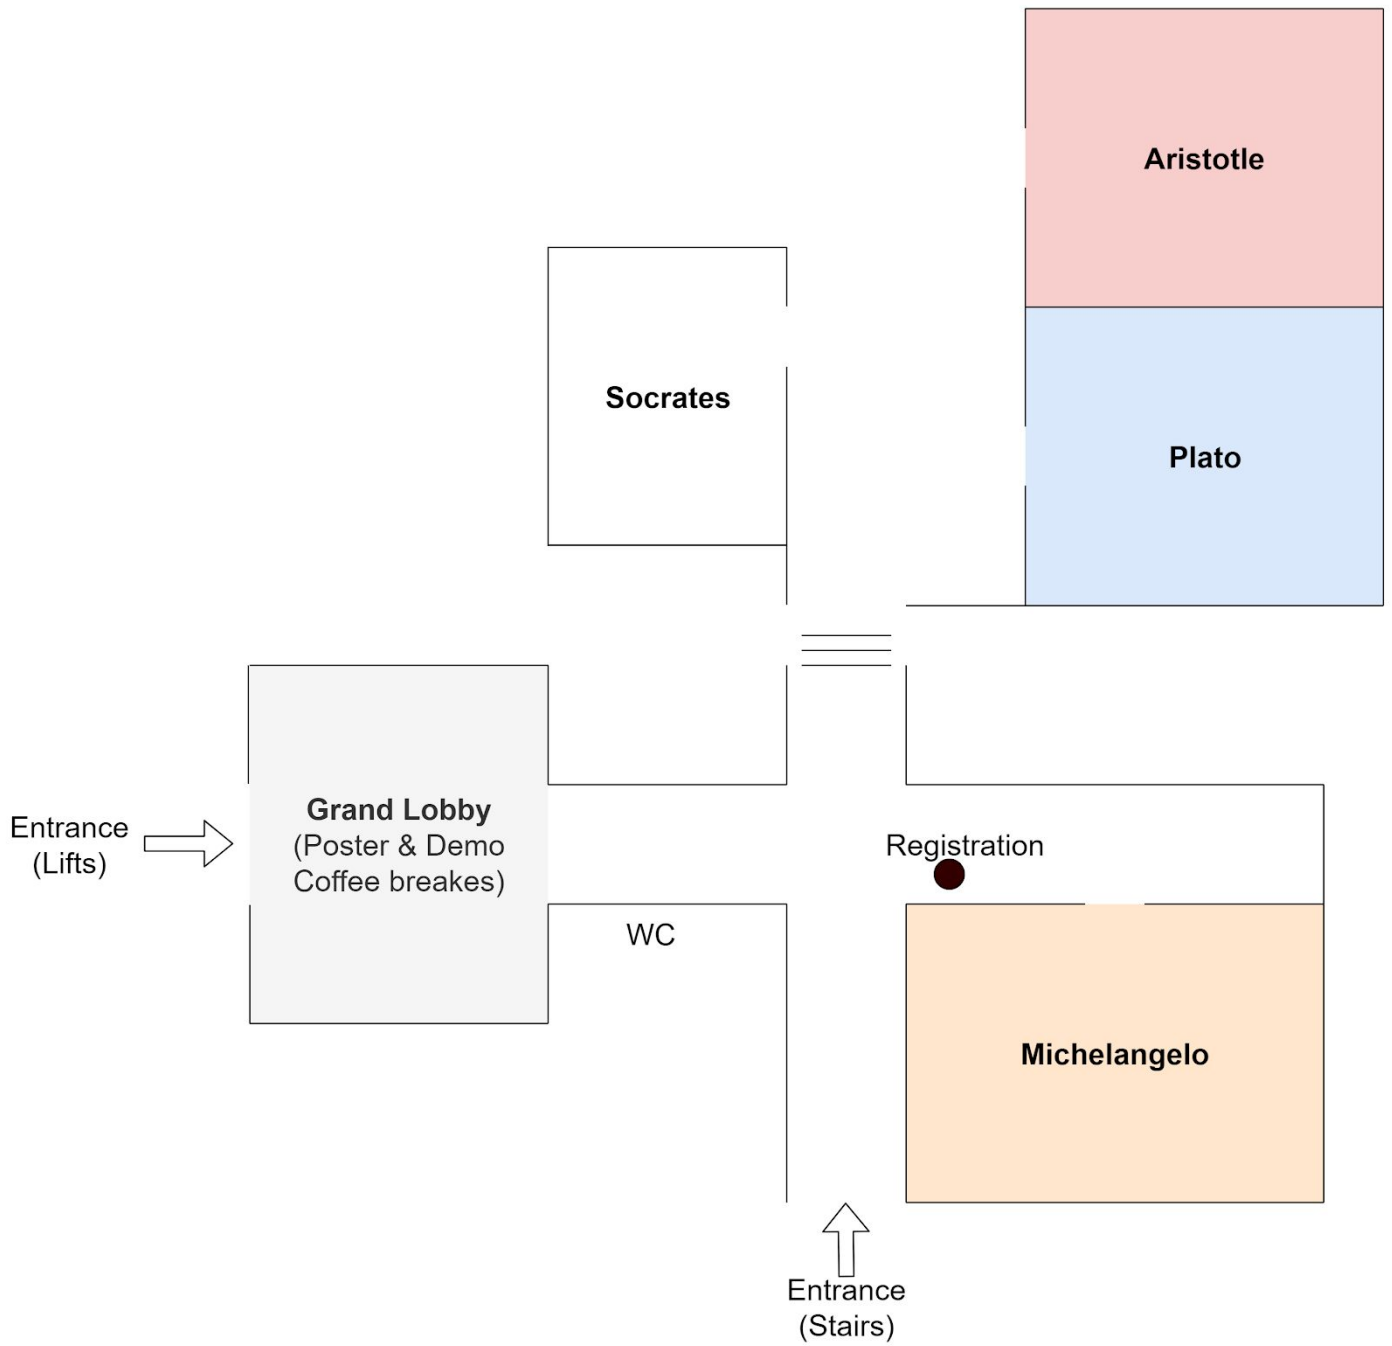 Aristotle
Socrates
Plato
Grand Lobby
(Poster & Demo
Coffee breakes)
Entrance
(Lifts)
Registration
WC
Michelangelo
Entrance
(Stairs)